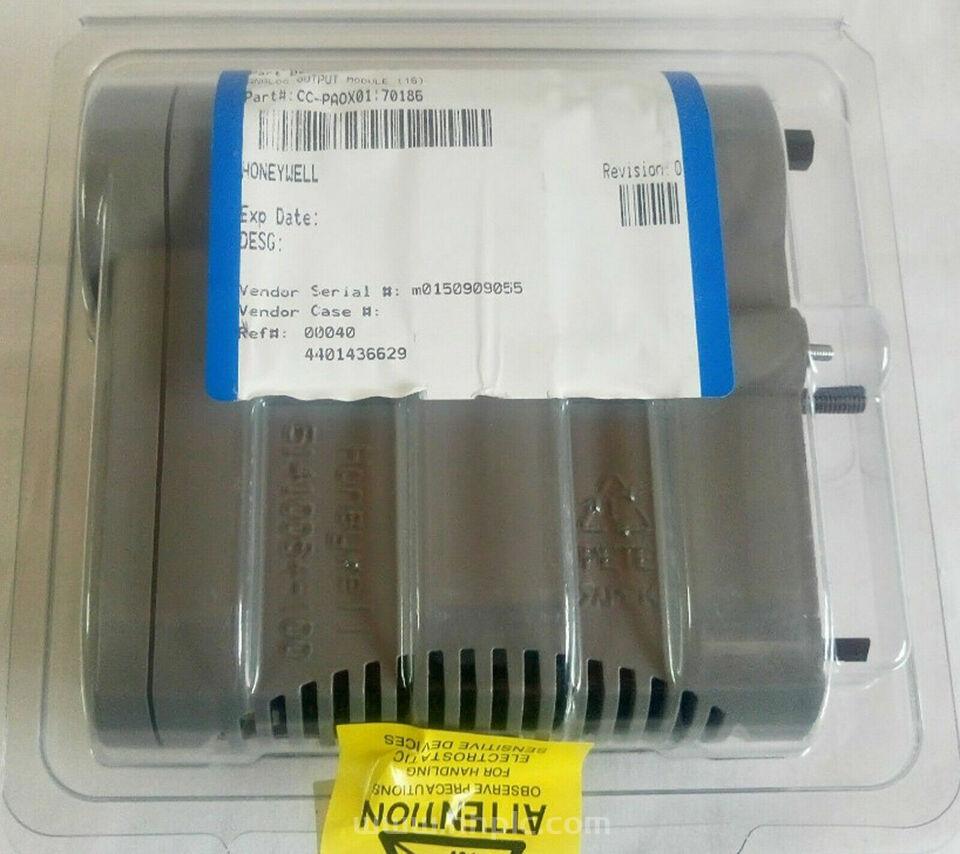 ANALOG OUTPUT MODULE (16)
Part#: CC-PAOX01:70186
HONEYWELL
Revision: 0
Exp Date:
DESG:
Vendor Serial #: m0150909055
Vendor Case #:
Ref#: 00040
4401436629
Honeywell
ATTENTION
OBSERVE PRECAUTIONS
FOR HANDLING
ELECTROSTATIC
SENSITIVE DEVICES